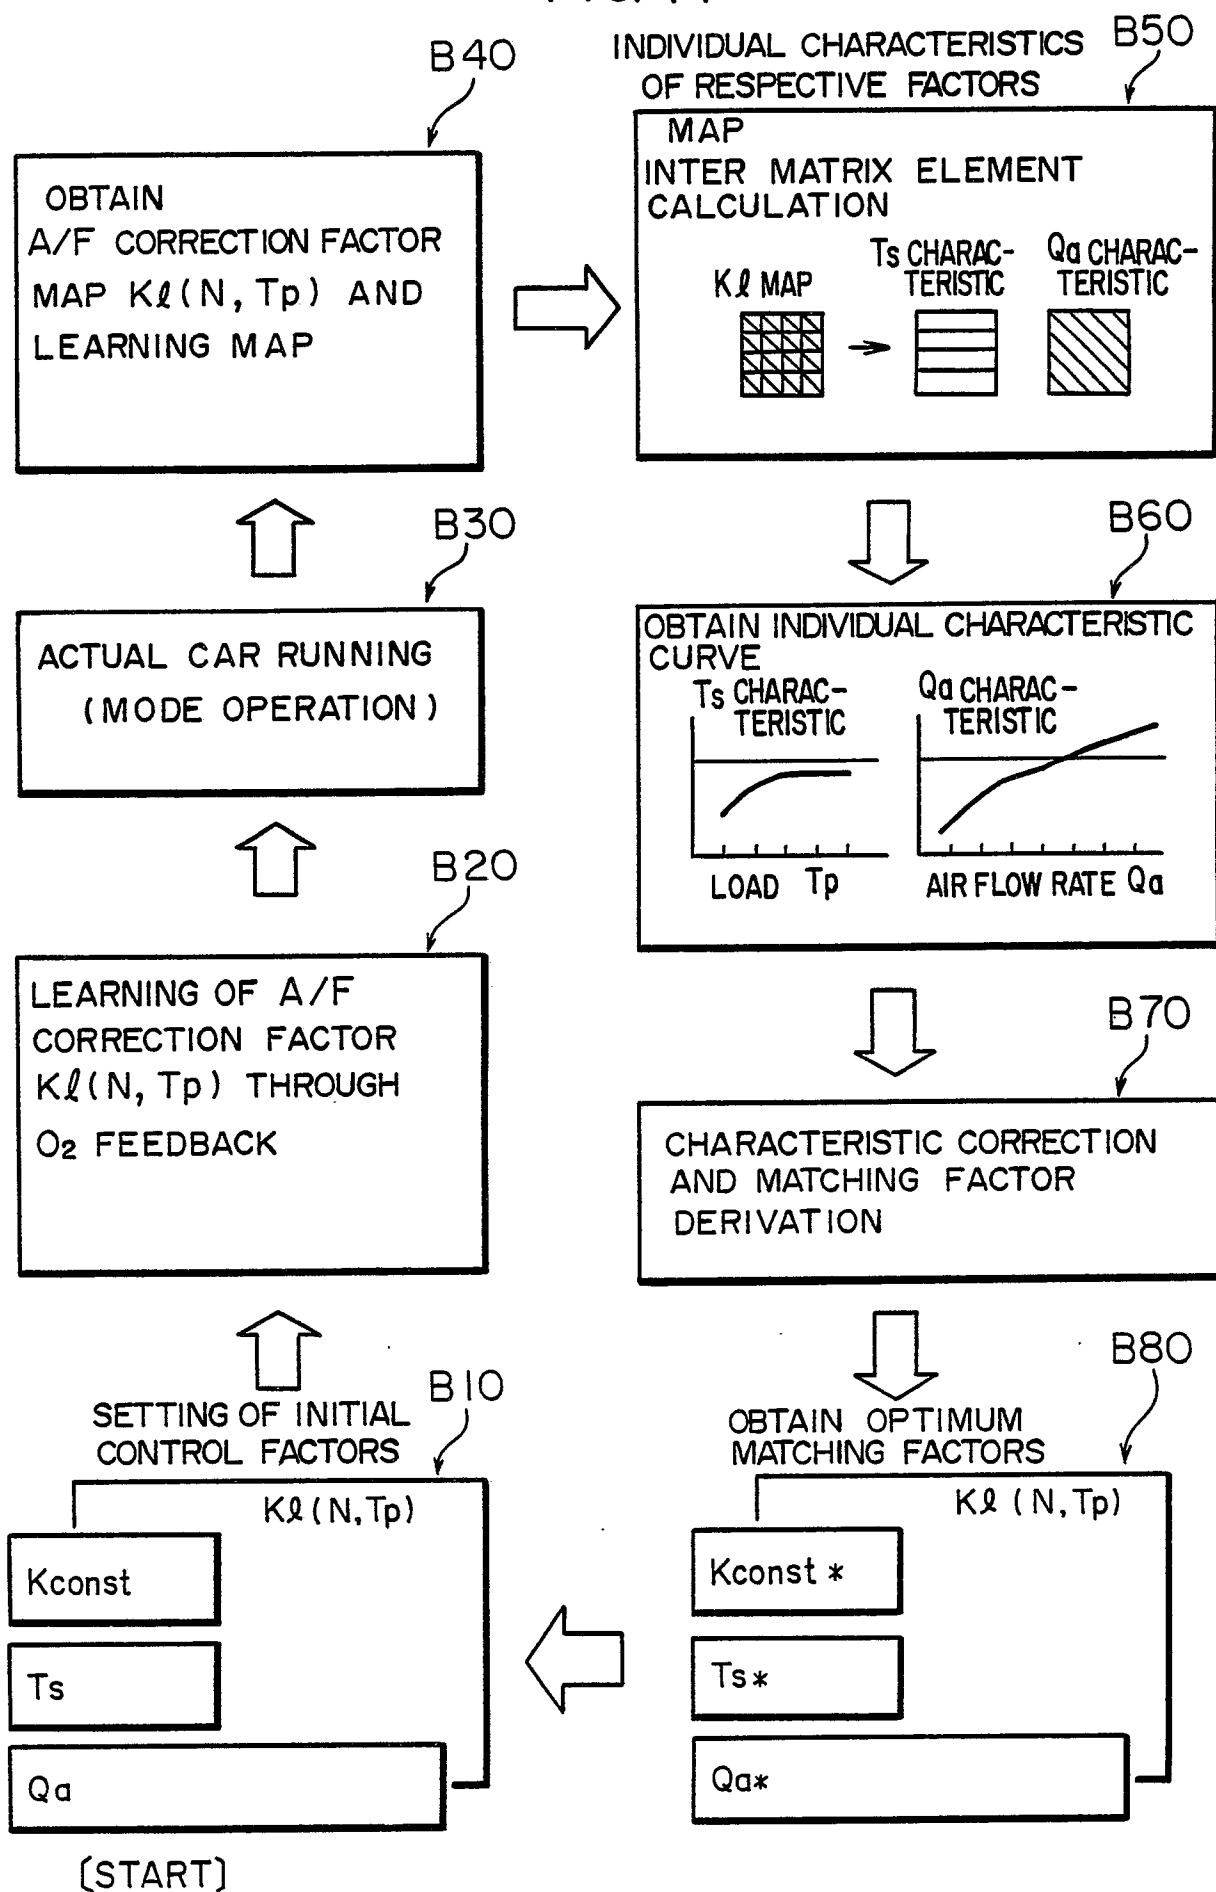 B40
OBTAIN
A/F CORRECTION FACTOR
MAP Kℓ(N, Tp) AND
LEARNING MAP
B30
ACTUAL CAR RUNNING
(MODE OPERATION)
B20
LEARNING OF A/F
CORRECTION FACTOR
Kℓ(N, Tp) THROUGH
O2 FEEDBACK
B10
SETTING OF INITIAL
CONTROL FACTORS
Kℓ(N,Tp)
Kconst
Ts
Qa
[START]
INDIVIDUAL CHARACTERISTICS
OF RESPECTIVE FACTORS
B50
MAP
INTER MATRIX ELEMENT
CALCULATION
Kℓ MAP
Ts CHARAC-
TERISTIC
Qa CHARAC-
TERISTIC
B60
OBTAIN INDIVIDUAL CHARACTERISTIC
CURVE
Ts CHARAC-
TERISTIC
LOAD Tp
Qa CHARAC-
TERISTIC
AIR FLOW RATE Qa
B70
CHARACTERISTIC CORRECTION
AND MATCHING FACTOR
DERIVATION
B80
OBTAIN OPTIMUM
MATCHING FACTORS
Kℓ (N,Tp)
Kconst *
Ts*
Qa*